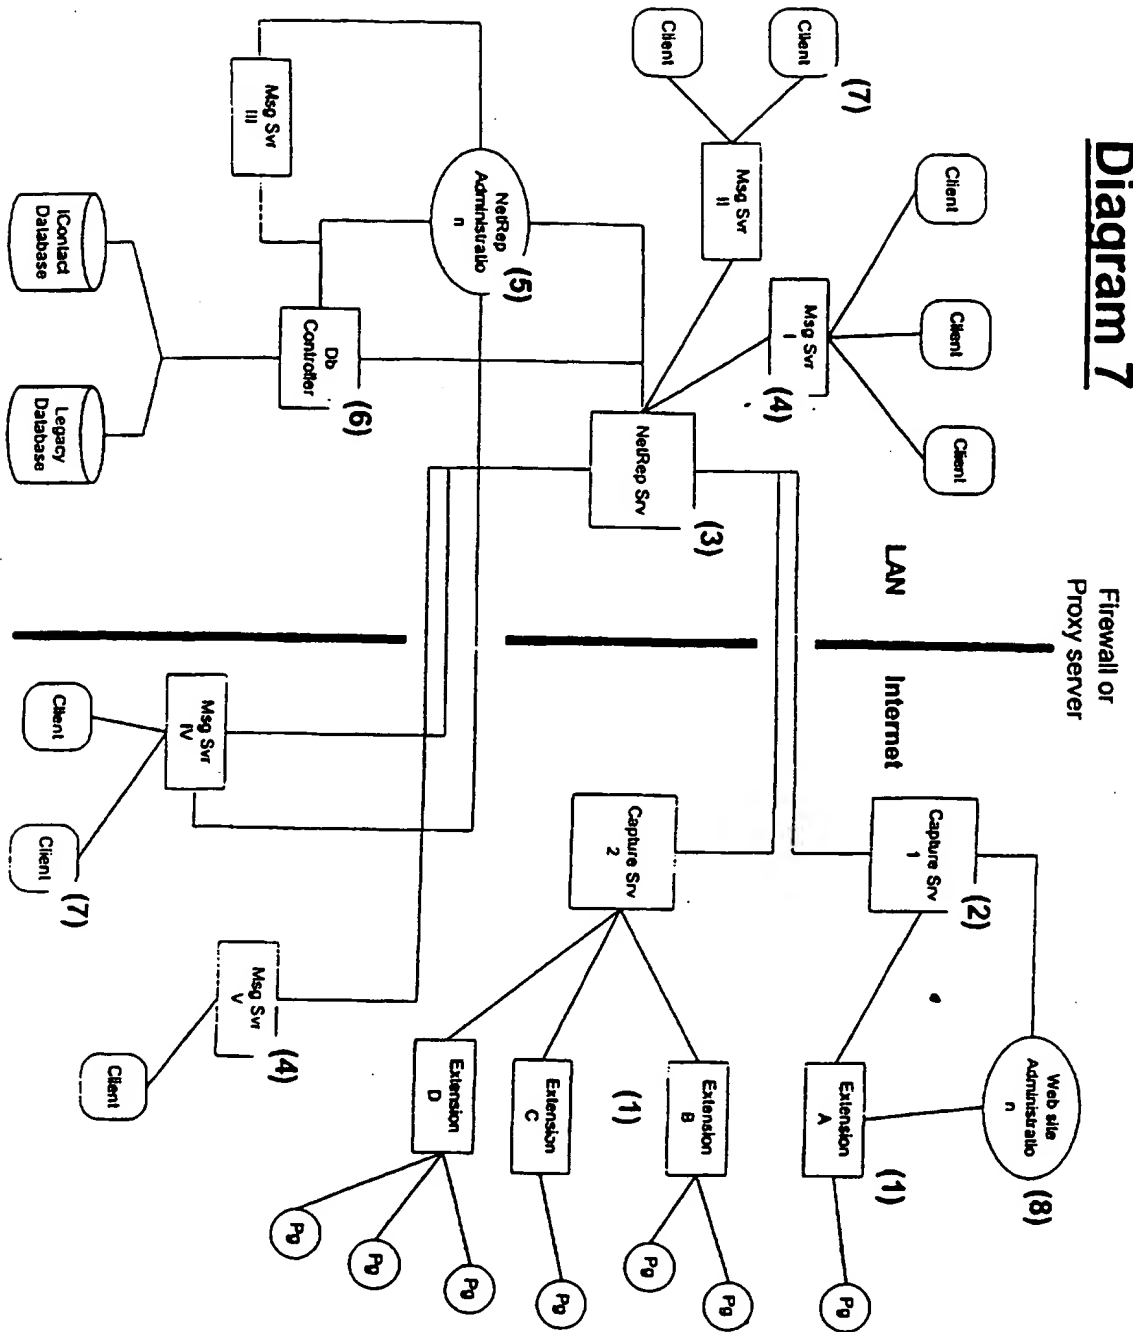 Diagram 7
Firewall or
Proxy server
LAN
Internet
Client
Client
Client
Msg Svr
I
(4)
Client
(7)
Client
Msg Svr
II
NetRep Srv
(3)
NetRep
Administratio
n
(5)
Msg Svr
III
Db
Controller
(6)
IContact
Database
Legacy
Database
Capture Srv
1
(2)
Web site
Administratio
n
(8)
Extension
A
(1)
Pg
Capture Srv
2
Extension
B
(1)
Pg
Pg
Extension
C
Pg
Extension
D
Pg
Pg
Pg
Msg Svr
IV
Client
Client
(7)
Msg Svr
V
(4)
Client